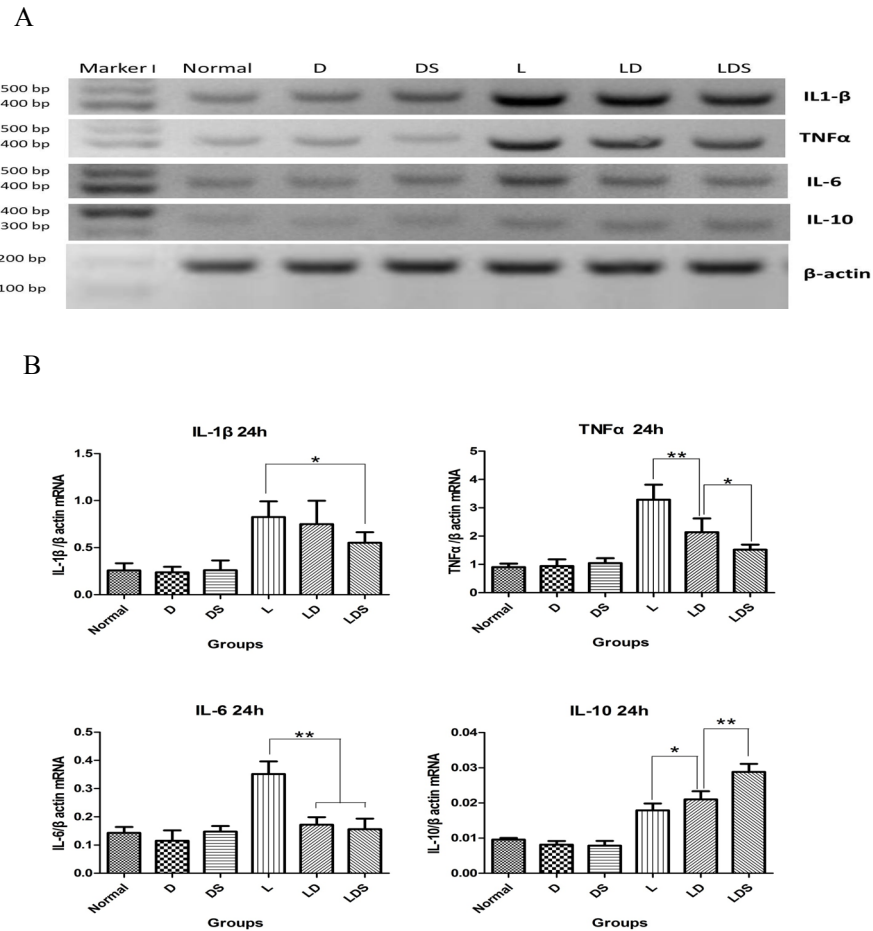 A
Marker I Normal D DS L LD LDS
500 bp
400 bp
IL1-β
500 bp
400 bp
TNFα
500 bp
400 bp
IL-6
400 bp
300 bp
IL-10
200 bp
100 bp
β-actin
B
IL-1β 24h
IL-1β /β actin mRNA
1.5
1.0
0.5
0.0
*
Normal D DS L LD LDS
Groups
TNFα 24h
TNFα /β actin mRNA
5
4
3
2
1
0
** *
Normal D DS L LD LDS
Groups
IL-6 24h
IL-6/β actin mRNA
0.5
0.4
0.3
0.2
0.1
0.0
**
Normal D DS L LD LDS
Groups
IL-10 24h
IL-10/β actin mRNA
0.04
0.03
0.02
0.01
0.00
* **
Normal D DS L LD LDS
Groups